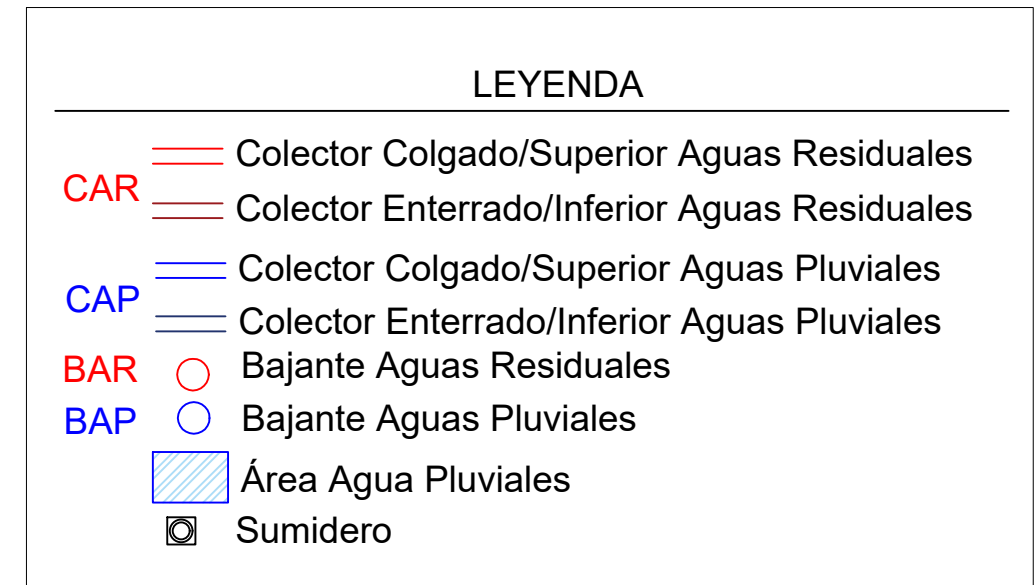 LEYENDA
Colector Colgado/Superior Aguas Residuales
CAR
Colector Enterrado/Inferior Aguas Residuales
Colector Colgado/Superior Aguas Pluviales
CAP
Colector Enterrado/Inferior Aguas Pluviales
BAR Bajante Aguas Residuales
BAP Bajante Aguas Pluviales
Área Agua Pluviales
Sumidero